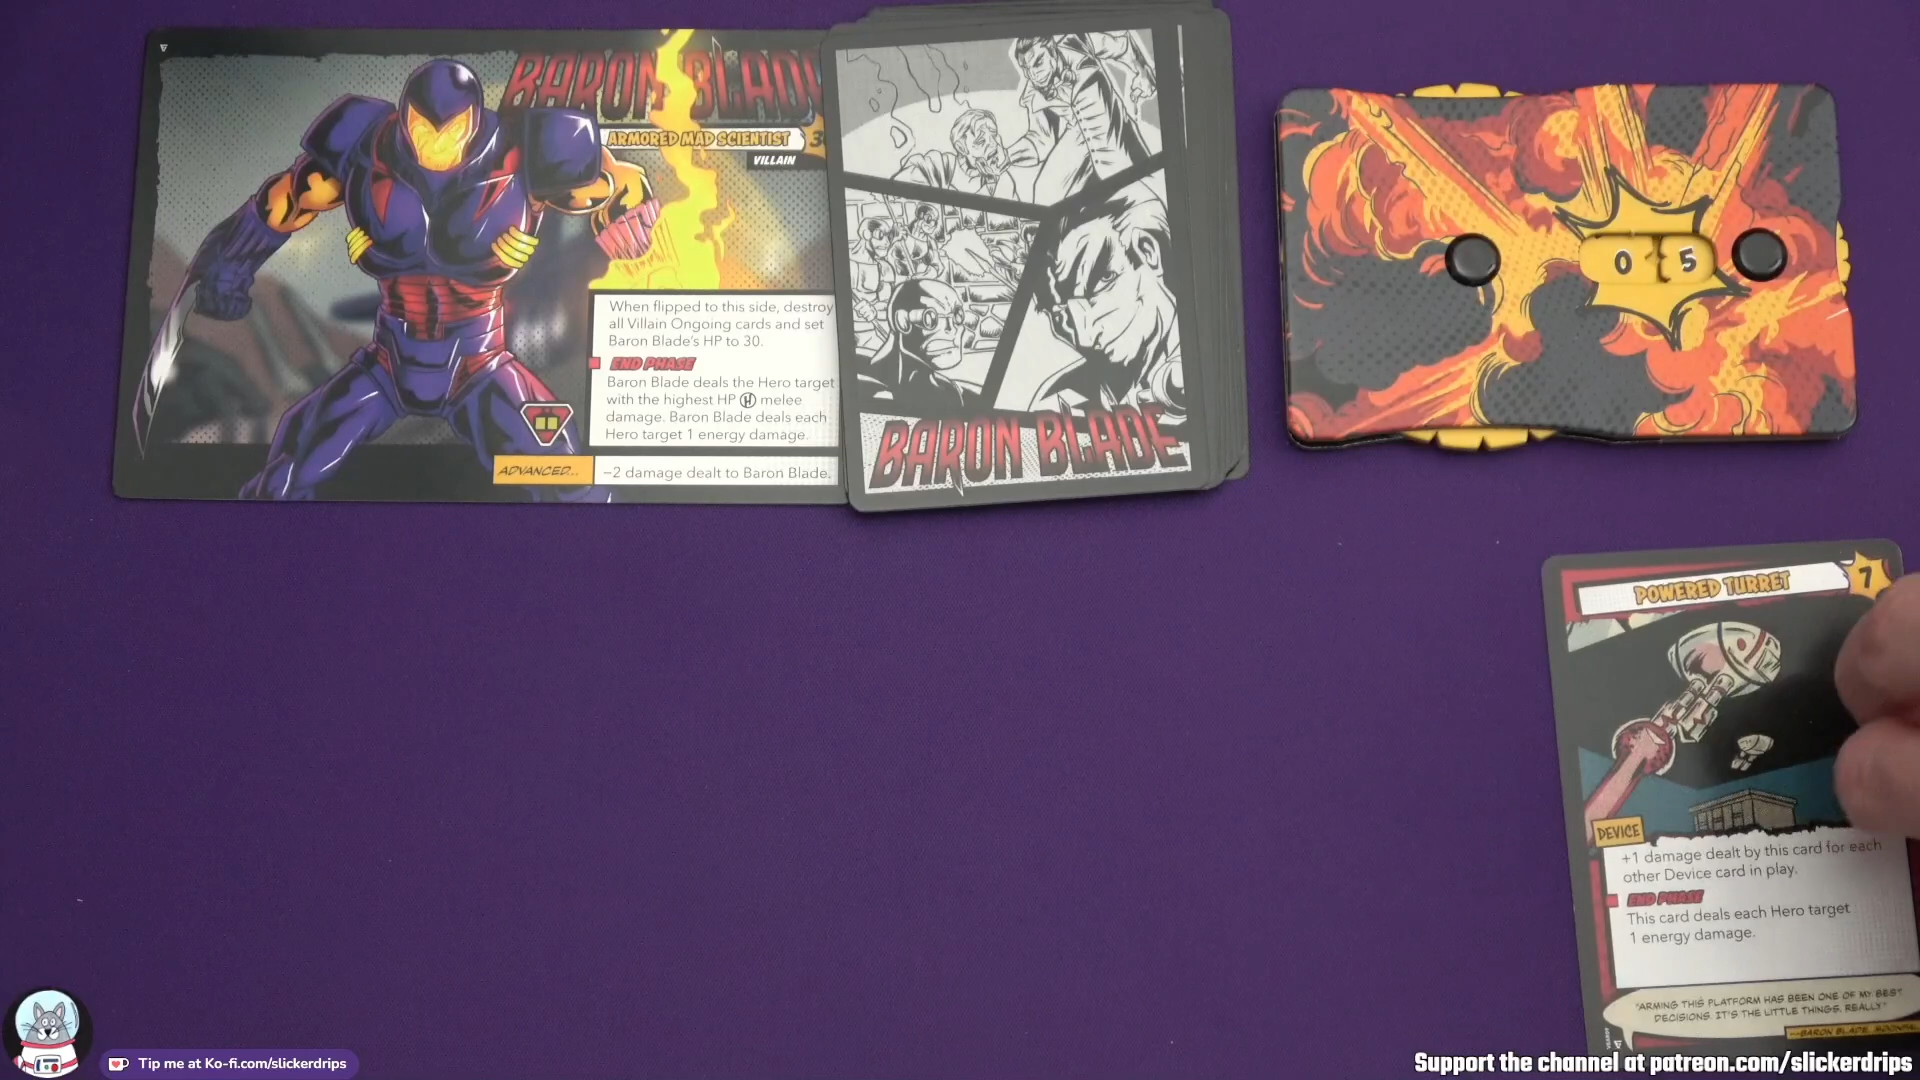 BARON BLADE
ARMORED MAD SCIENTIST
VILLAIN
When flipped to this side, destroy
all Villain Ongoing cards and set
Baron Blade's HP to 30.
END PHASE
Baron Blade deals the Hero target
with the highest HP H melee
damage. Baron Blade deals each
Hero target 1 energy damage.
ADVANCED...
–2 damage dealt to Baron Blade.
BARON BLADE
0 5
POWERED TURRET
7
DEVICE
+1 damage dealt by this card for each
other Device card in play.
END PHASE
This card deals each Hero target
1 energy damage.
"ARMING THIS PLATFORM HAS BEEN ONE OF MY BEST
DECISIONS. IT'S THE LITTLE THINGS, REALLY"
—BARON BLADE,
Tip me at Ko-fi.com/slickerdrips
Support the channel at patreon.com/slickerdrips